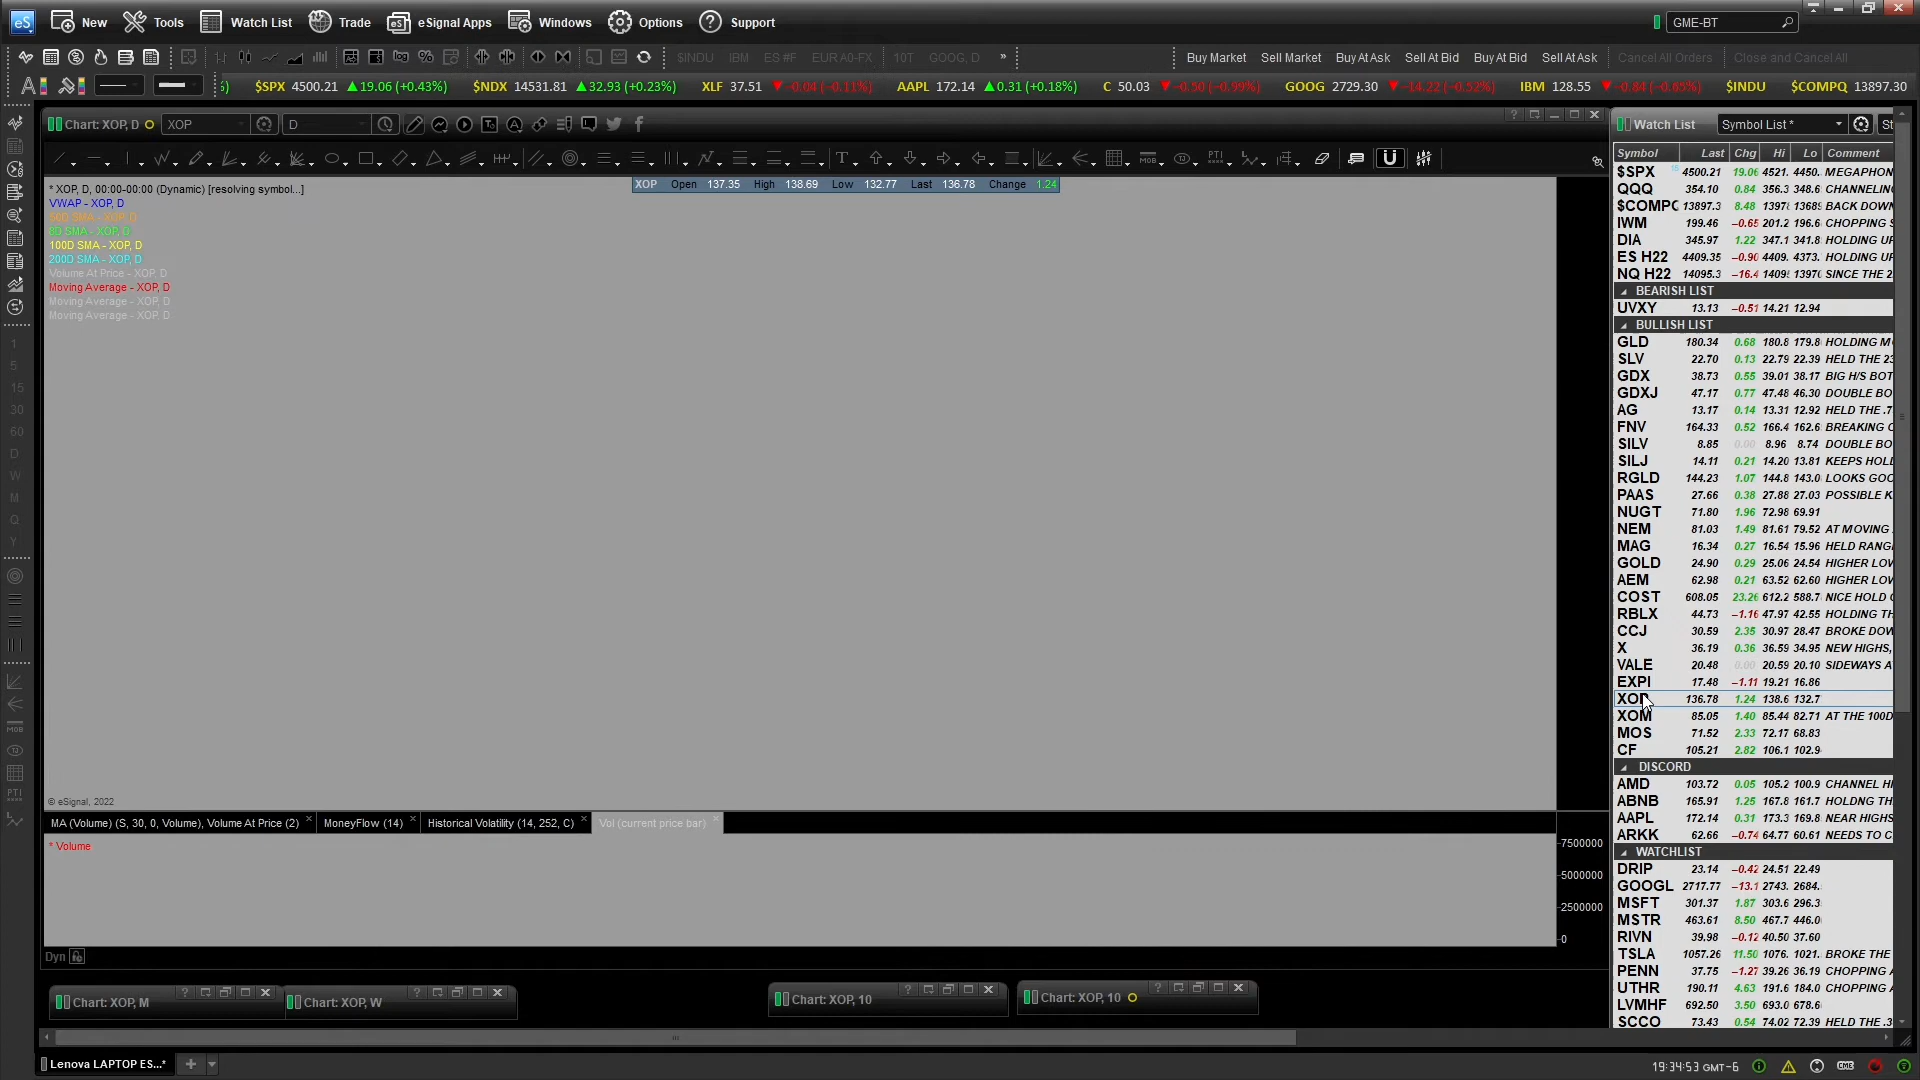 eS New Tools Watch List Trade eSignal Apps Windows Options Support GME-BT
$INDU IBM ES #F EUR A0-FX 10T GOOG, D » Buy Market Sell Market Buy At Ask Sell At Bid Buy At Bid Sell At Ask Cancel All Orders Close and Cancel All
$SPX 4500.21 ▲19.06 (+0.43%) $NDX 14531.81 ▲32.93 (+0.23%) XLF 37.51 ▼-0.04 (-0.11%) AAPL 172.14 ▲0.31 (+0.18%) C 50.03 ▼-0.50 (-0.99%) GOOG 2729.30 ▼-14.22 (-0.52%) IBM 128.55 ▼-0.84 (-0.65%) $INDU $COMPQ 13897.30
Chart: XOP, D XOP D
* XOP, D, 00:00-00:00 (Dynamic) [resolving symbol...]
XOP Open 137.35 High 138.69 Low 132.77 Last 136.78 Change 1.24
VWAP - XOP, D
50D SMA - XOP, D
8D SMA - XOP, D
100D SMA - XOP, D
200D SMA - XOP, D
Volume At Price - XOP, D
Moving Average - XOP, D
Moving Average - XOP, D
Moving Average - XOP, D
1
5
15
30
60
D
W
M
Q
Y
MOB
TJ
PTI
© eSignal, 2022
MA (Volume) (S, 30, 0, Volume), Volume At Price (2) MoneyFlow (14) Historical Volatility (14, 252, C) Vol (current price bar)
* Volume
7500000
5000000
2500000
0
Dyn
Chart: XOP, M Chart: XOP, W Chart: XOP, 10 Chart: XOP, 10
Lenova LAPTOP ES...*
Watch List Symbol List * St
Symbol Last Chg Hi Lo Comment
$SPX 4500.21 19.06 4521. 4450. MEGAPHON
QQQ 354.10 0.84 356.3 348.6 CHANNELIN
$COMPQ 13897.3 8.48 1397 1368 BACK DOWN
IWM 199.46 -0.65 201.2 196.6 CHOPPING S
DIA 345.97 1.22 347.1 341.8 HOLDING UP
ES H22 4409.35 -0.90 4409. 4373. HOLDING UP
NQ H22 14095.3 -16.4 1409 1397 SINCE THE 2
BEARISH LIST
UVXY 13.13 -0.51 14.21 12.94
BULLISH LIST
GLD 180.34 0.68 180.8 179.8 HOLDING M
SLV 22.70 0.13 22.79 22.39 HELD THE 23
GDX 38.73 0.55 39.01 38.17 BIG H/S BOT
GDXJ 47.17 0.77 47.48 46.30 DOUBLE BO
AG 13.17 0.14 13.31 12.92 HELD THE .7
FNV 164.33 0.52 166.4 162.6 BREAKING O
SILV 8.85 0.00 8.96 8.74 DOUBLE BO
SILJ 14.11 0.21 14.20 13.81 KEEPS HOLD
RGLD 144.23 1.07 144.8 143.0 LOOKS GOO
PAAS 27.66 0.38 27.88 27.03 POSSIBLE K
NUGT 71.80 1.96 72.98 69.91
NEM 81.03 1.49 81.61 79.52 AT MOVING
MAG 16.34 0.27 16.54 15.96 HELD RANG
GOLD 24.90 0.29 25.06 24.54 HIGHER LOW
AEM 62.98 0.21 63.52 62.60 HIGHER LOW
COST 608.05 23.26 612.2 588.7 NICE HOLD O
RBLX 44.73 -1.16 47.97 42.55 HOLDING TH
CCJ 30.59 2.35 30.97 28.47 BROKE DOW
X 36.19 0.36 36.59 34.95 NEW HIGHS,
VALE 20.48 0.00 20.59 20.10 SIDEWAYS A
EXPI 17.48 -1.11 19.21 16.86
XOP 136.78 1.24 138.6 132.7
XOM 85.05 1.40 85.44 82.71 AT THE 100D
MOS 71.52 2.33 72.17 68.83
CF 105.21 2.82 106.1 102.9
DISCORD
AMD 103.72 0.05 105.2 100.9 CHANNEL HI
ABNB 165.91 1.25 167.8 161.7 HOLDNG TH
AAPL 172.14 0.31 173.3 169.8 NEAR HIGHS
ARKK 62.66 -0.74 64.77 60.61 NEEDS TO C
WATCHLIST
DRIP 23.14 -0.42 24.51 22.49
GOOGL 2717.77 -13.1 2743. 2684.
MSFT 301.37 1.87 303.6 296.3
MSTR 463.61 8.50 467.7 446.0
RIVN 39.98 -0.12 40.50 37.60
TSLA 1057.26 11.50 1076. 1021. BROKE THE
PENN 37.75 -1.27 39.26 36.19 CHOPPING A
UTHR 190.11 4.63 191.6 184.0 CHOPPING A
LVMHF 692.50 3.50 693.0 678.6
SCCO 73.43 0.54 74.02 72.39 HELD THE .3
19:34:53 GMT-6 CME